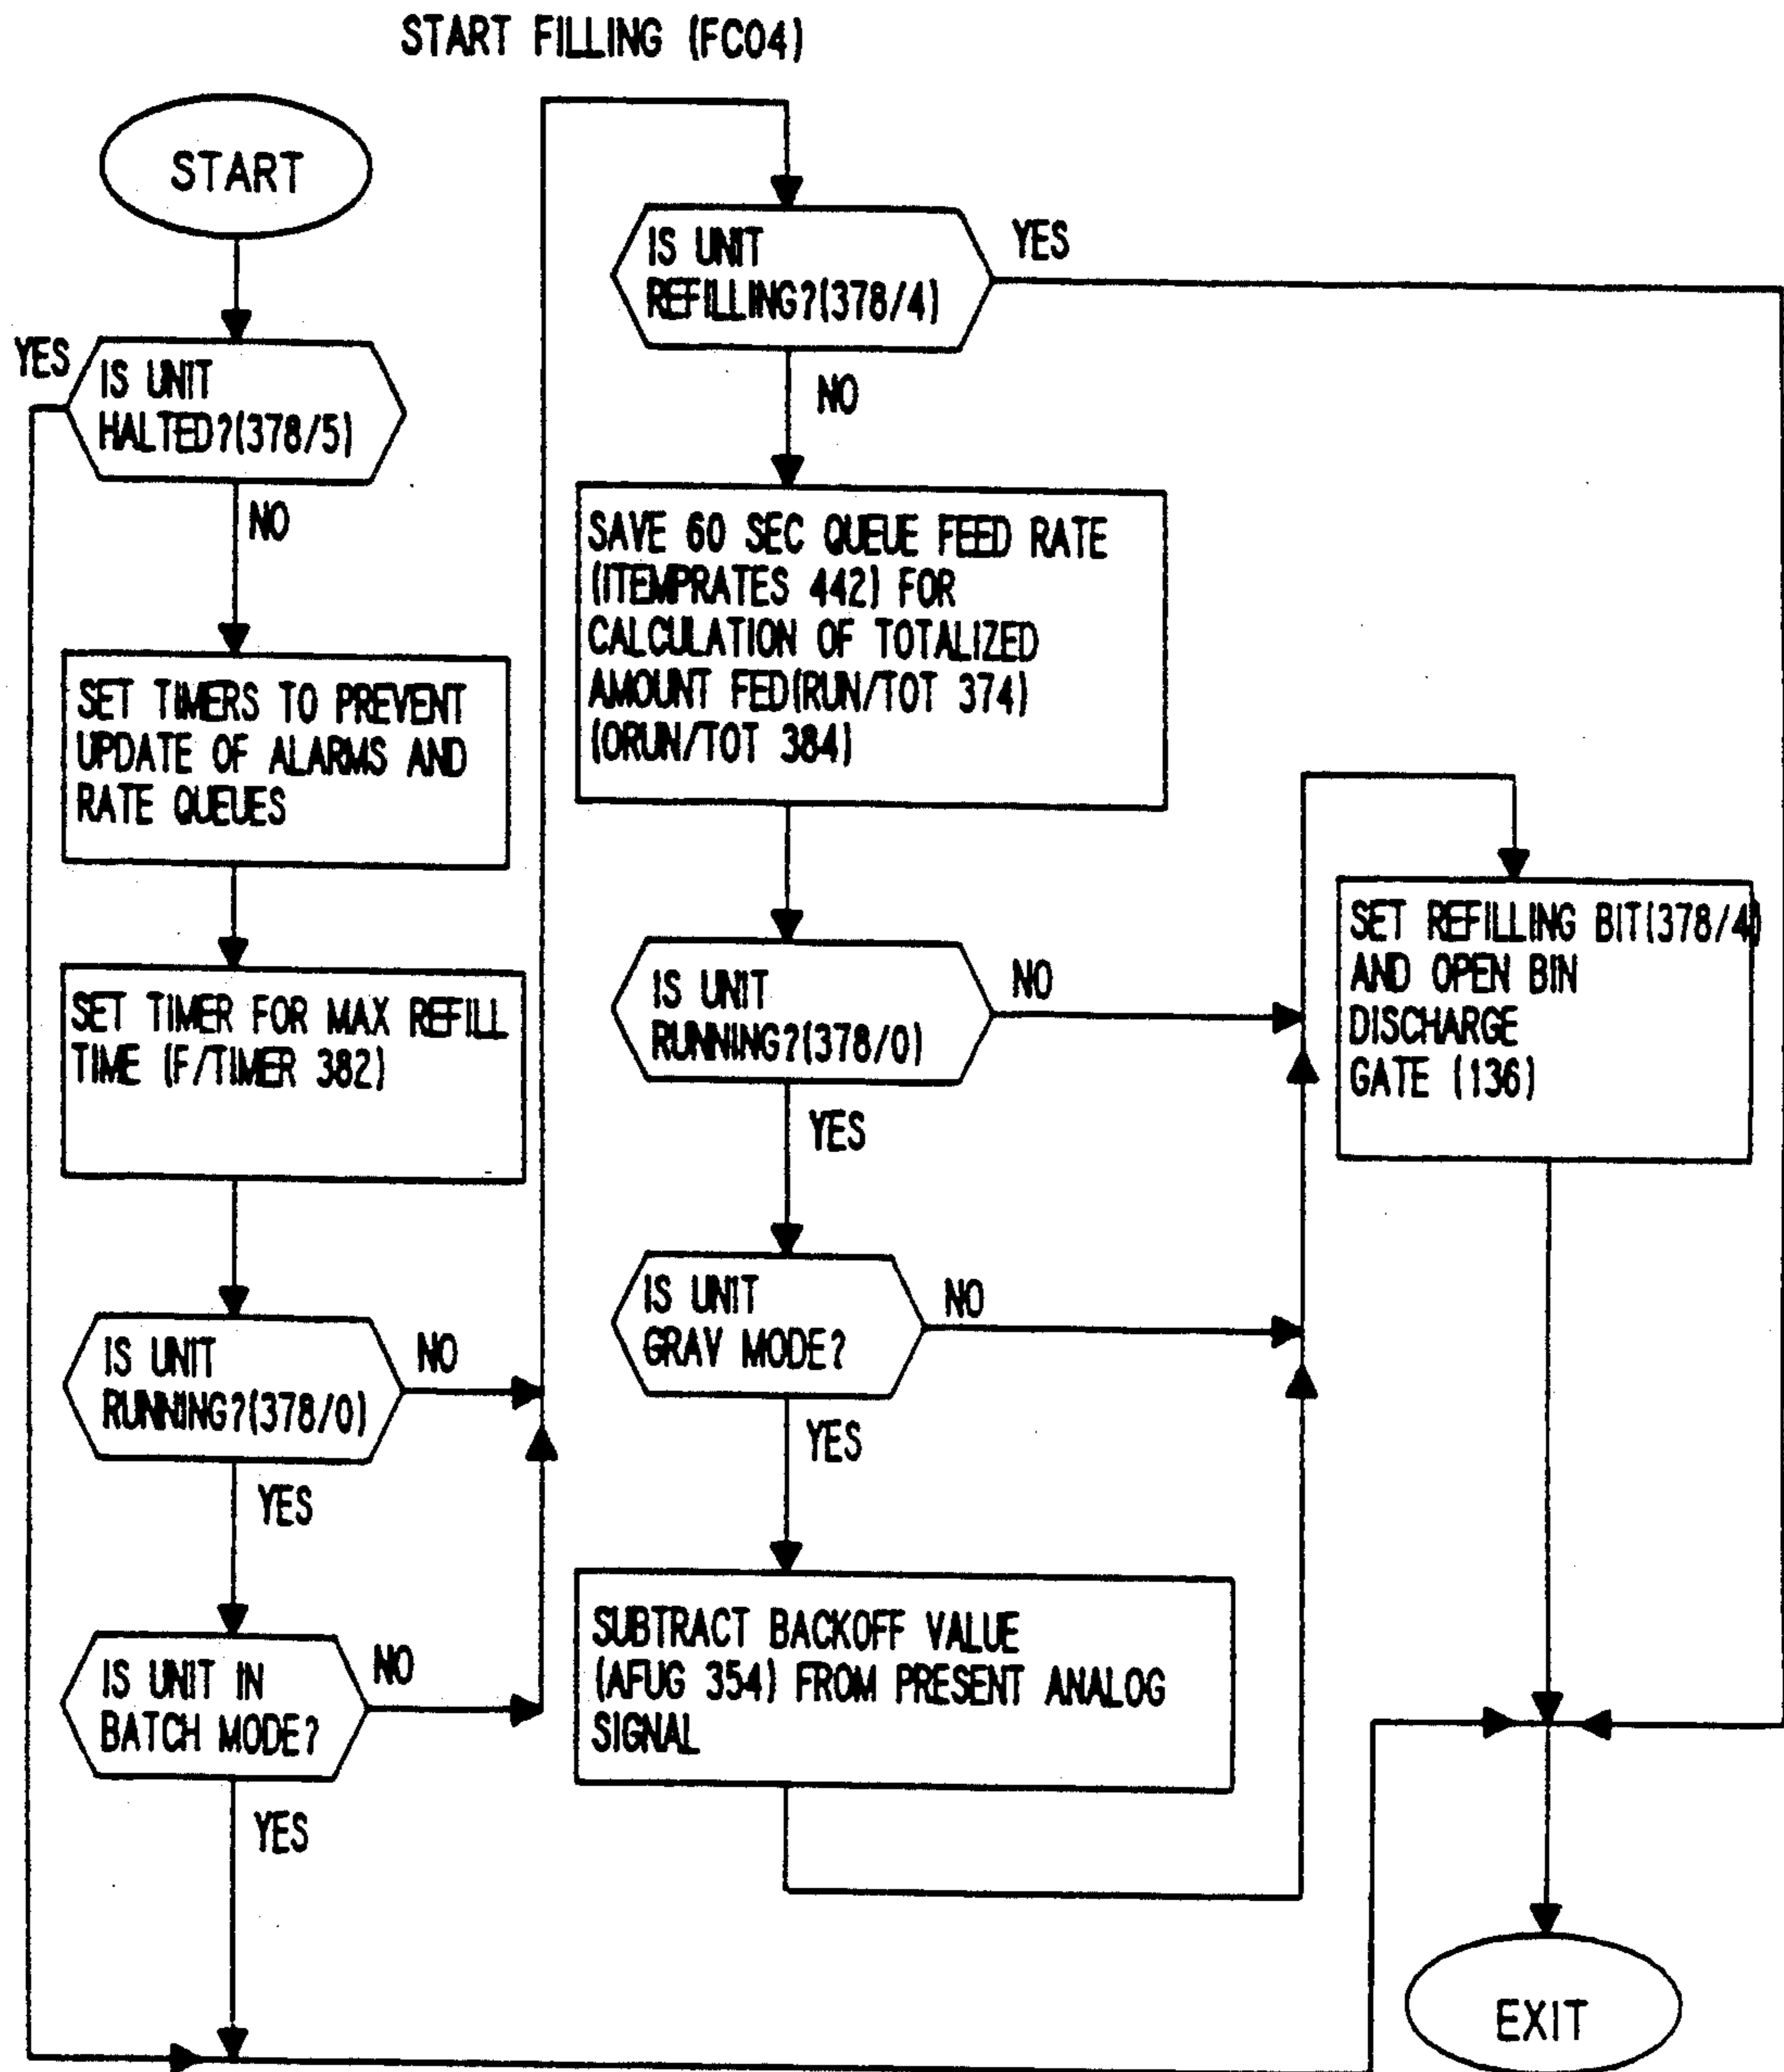 START FILLING (FC04)
START
YES
IS UNIT
HALTED?(378/5)
NO
SET TIMERS TO PREVENT
UPDATE OF ALARMS AND
RATE QUEUES
SET TIMER FOR MAX REFILL
TIME (F/TIMER 382)
IS UNIT
RUNNING?(378/0)
NO
YES
IS UNIT IN
BATCH MODE?
NO
YES
IS UNIT
REFILLING?(378/4)
YES
NO
SAVE 60 SEC QUEUE FEED RATE
(ITEMPRATES 442) FOR
CALCULATION OF TOTALIZED
AMOUNT FED(RUN/TOT 374)
(ORUN/TOT 384)
IS UNIT
RUNNING?(378/0)
NO
YES
IS UNIT
GRAV MODE?
NO
YES
SUBTRACT BACKOFF VALUE
(AFUG 354) FROM PRESENT ANALOG
SIGNAL
SET REFILLING BIT(378/4)
AND OPEN BIN
DISCHARGE
GATE (136)
EXIT